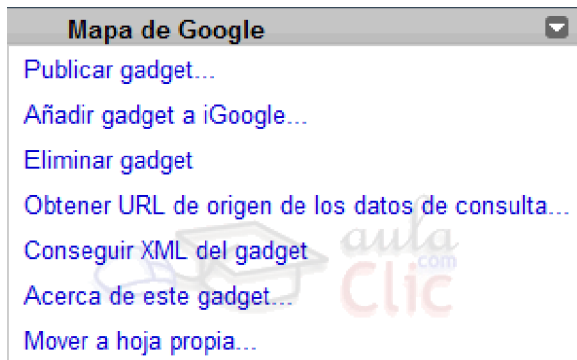 Mapa de Google
Publicar gadget...
Añadir gadget a iGoogle...
Eliminar gadget
Obtener URL de origen de los datos de consulta...
Conseguir XML del gadget
Acerca de este gadget...
Mover a hoja propia...
aula
.com
Clic